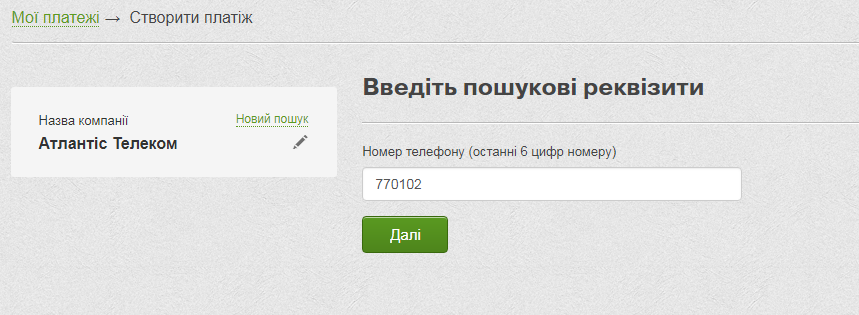 Мої платежі → Створити платіж
Введіть пошукові реквізити
Назва компанії
Новий пошук
Атлантіс Телеком
Номер телефону (останні 6 цифр номеру)
770102
Далі